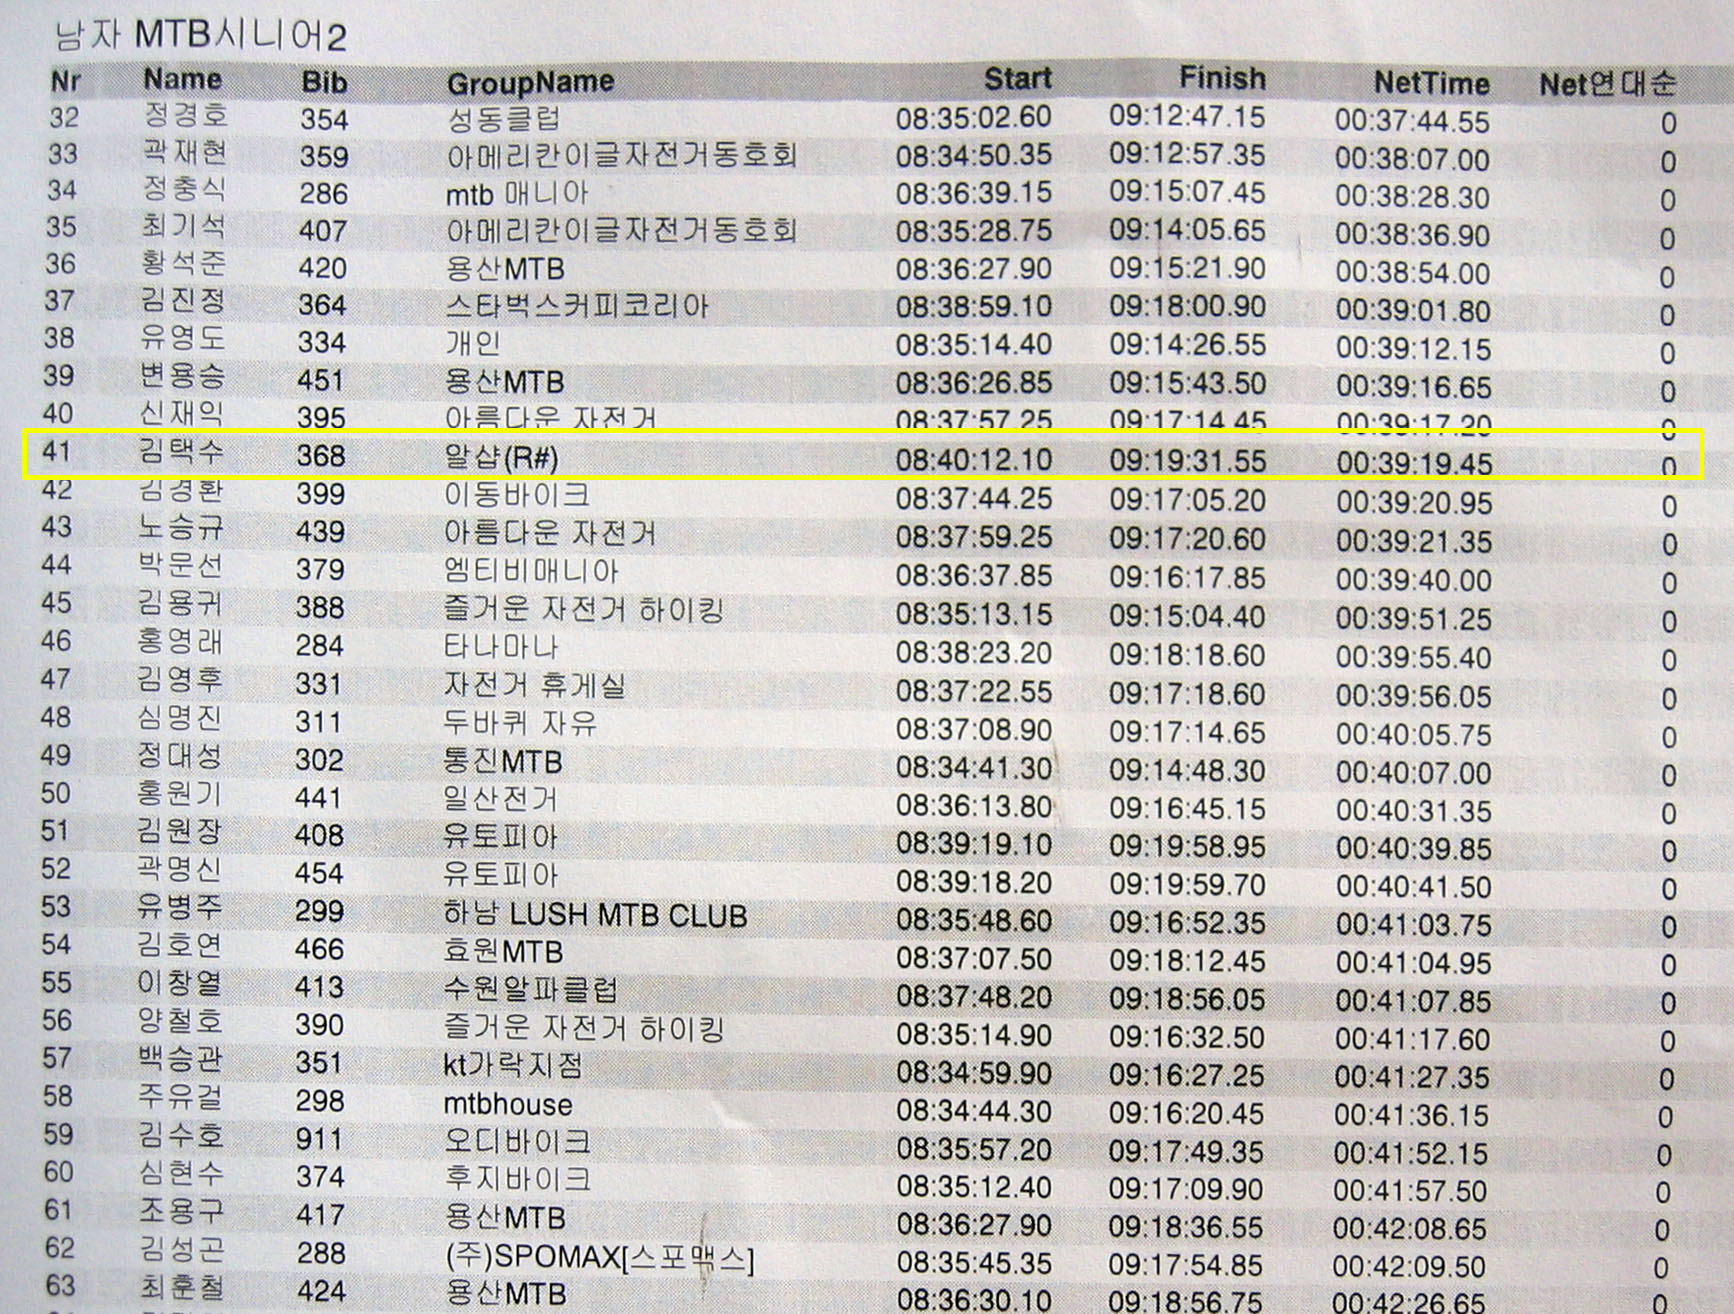 남자 MTB시니어2
Nr Name Bib GroupName Start Finish NetTime Net연대순
32 정경호 354 성동클럽 08:35:02.60 09:12:47.15 00:37:44.55 0
33 곽재현 359 아메리칸이글자전거동호회 08:34:50.35 09:12:57.35 00:38:07.00 0
34 정충식 286 mtb 매니아 08:36:39.15 09:15:07.45 00:38:28.30 0
35 최기석 407 아메리칸이글자전거동호회 08:35:28.75 09:14:05.65 00:38:36.90 0
36 황석준 420 용산MTB 08:36:27.90 09:15:21.90 00:38:54.00 0
37 김진정 364 스타벅스커피코리아 08:38:59.10 09:18:00.90 00:39:01.80 0
38 유영도 334 개인 08:35:14.40 09:14:26.55 00:39:12.15 0
39 변용승 451 용산MTB 08:36:26.85 09:15:43.50 00:39:16.65 0
40 신재익 395 아름다운 자전거 08:37:57.25 09:17:14.45 00:39:17.20 0
41 김택수 368 알샵(R#) 08:40:12.10 09:19:31.55 00:39:19.45 0
42 김경환 399 이동바이크 08:37:44.25 09:17:05.20 00:39:20.95 0
43 노승규 439 아름다운 자전거 08:37:59.25 09:17:20.60 00:39:21.35 0
44 박문선 379 엠티비매니아 08:36:37.85 09:16:17.85 00:39:40.00 0
45 김용귀 388 즐거운 자전거 하이킹 08:35:13.15 09:15:04.40 00:39:51.25 0
46 홍영래 284 타나마나 08:38:23.20 09:18:18.60 00:39:55.40 0
47 김영후 331 자전거 휴게실 08:37:22.55 09:17:18.60 00:39:56.05 0
48 심명진 311 두바퀴 자유 08:37:08.90 09:17:14.65 00:40:05.75 0
49 정대성 302 통진MTB 08:34:41.30 09:14:48.30 00:40:07.00 0
50 홍원기 441 일산전거 08:36:13.80 09:16:45.15 00:40:31.35 0
51 김원장 408 유토피아 08:39:19.10 09:19:58.95 00:40:39.85 0
52 곽명신 454 유토피아 08:39:18.20 09:19:59.70 00:40:41.50 0
53 유병주 299 하남 LUSH MTB CLUB 08:35:48.60 09:16:52.35 00:41:03.75 0
54 김호연 466 효원MTB 08:37:07.50 09:18:12.45 00:41:04.95 0
55 이창열 413 수원알파클럽 08:37:48.20 09:18:56.05 00:41:07.85 0
56 양철호 390 즐거운 자전거 하이킹 08:35:14.90 09:16:32.50 00:41:17.60 0
57 백승관 351 kt가락지점 08:34:59.90 09:16:27.25 00:41:27.35 0
58 주유걸 298 mtbhouse 08:34:44.30 09:16:20.45 00:41:36.15 0
59 김수호 911 오디바이크 08:35:57.20 09:17:49.35 00:41:52.15 0
60 심현수 374 후지바이크 08:35:12.40 09:17:09.90 00:41:57.50 0
61 조용구 417 용산MTB 08:36:27.90 09:18:36.55 00:42:08.65 0
62 김성곤 288 (주)SPOMAX[스포맥스] 08:35:45.35 09:17:54.85 00:42:09.50 0
63 최훈철 424 용산MTB 08:36:30.10 09:18:56.75 00:42:26.65 0